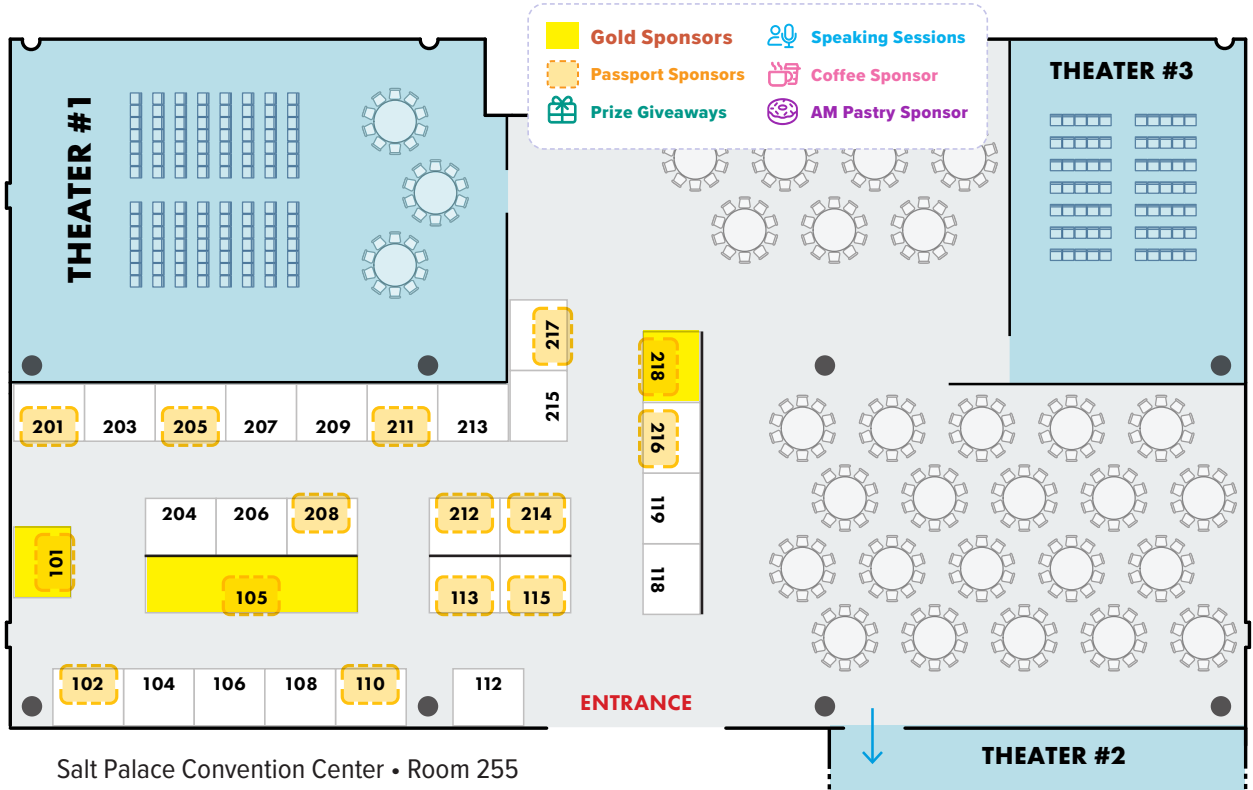 Gold Sponsors
Speaking Sessions
Passport Sponsors
Coffee Sponsor
Prize Giveaways
AM Pastry Sponsor
THEATER #1
THEATER #3
217
218
215
216
201
203
205
207
209
211
213
119
118
204
206
208
212
214
101
105
113
115
102
104
106
108
110
112
ENTRANCE
THEATER #2
Salt Palace Convention Center • Room 255